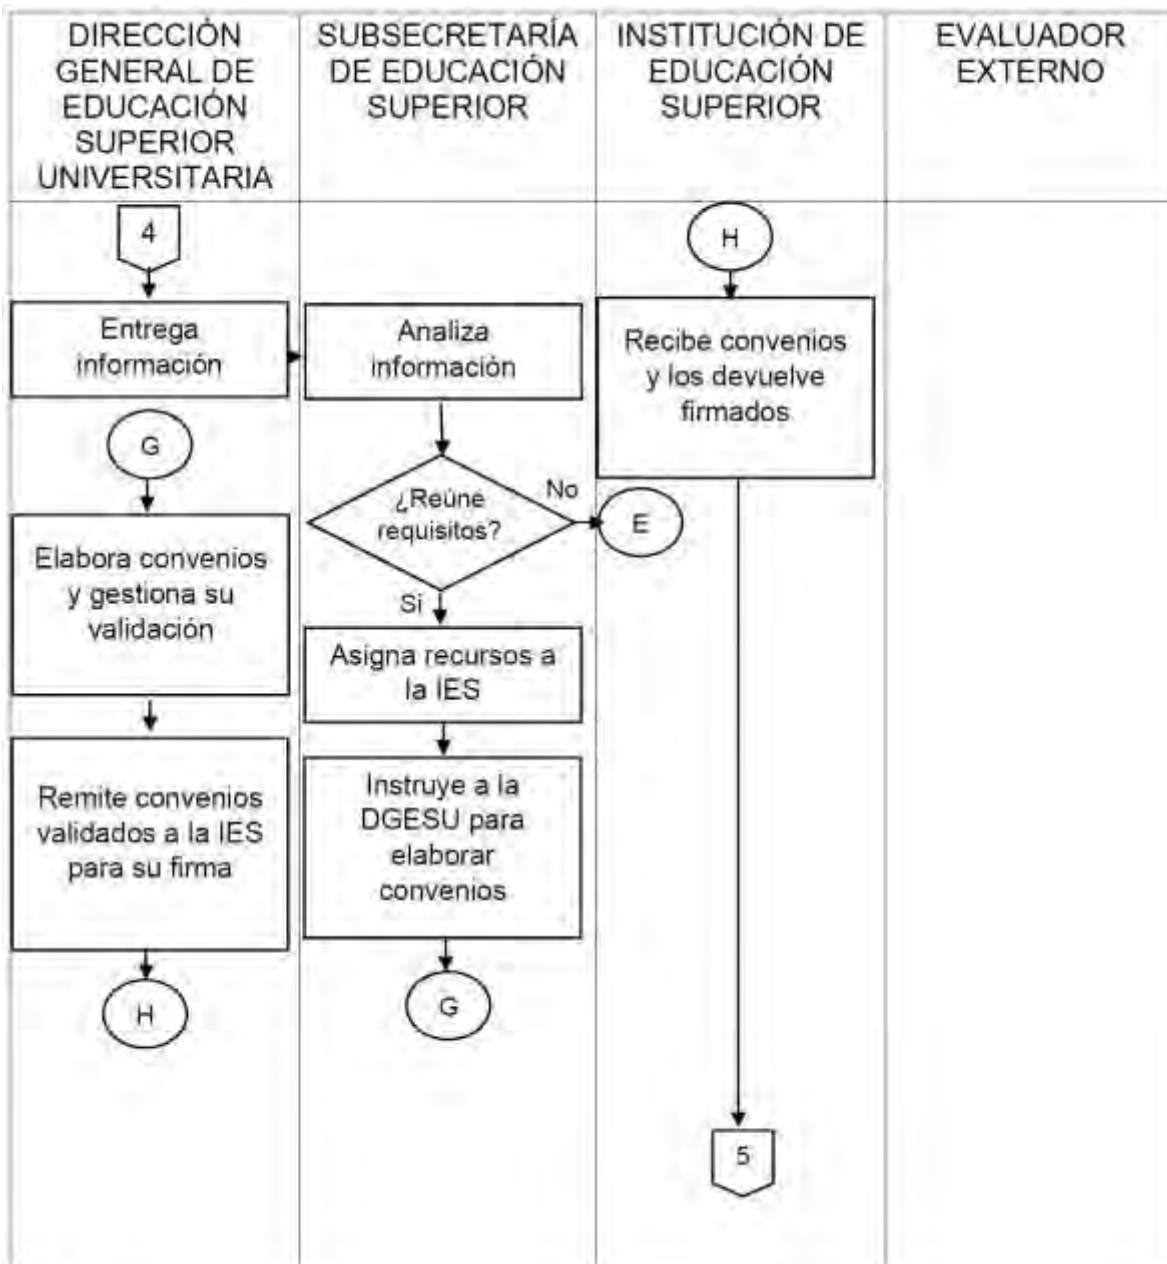 DIRECCIÓN
GENERAL DE
EDUCACIÓN
SUPERIOR
UNIVERSITARIA
SUBSECRETARÍA
DE EDUCACIÓN
SUPERIOR
INSTITUCIÓN DE
EDUCACIÓN
SUPERIOR
EVALUADOR
EXTERNO
4
Entrega
información
G
Elabora convenios
y gestiona su
validación
Remite convenios
validados a la IES
para su firma
H
Analiza
información
¿Reúne
requisitos?
No
E
Sí
Asigna recursos a
la IES
Instruye a la
DGESU para
elaborar
convenios
G
H
Recibe convenios
y los devuelve
firmados
5